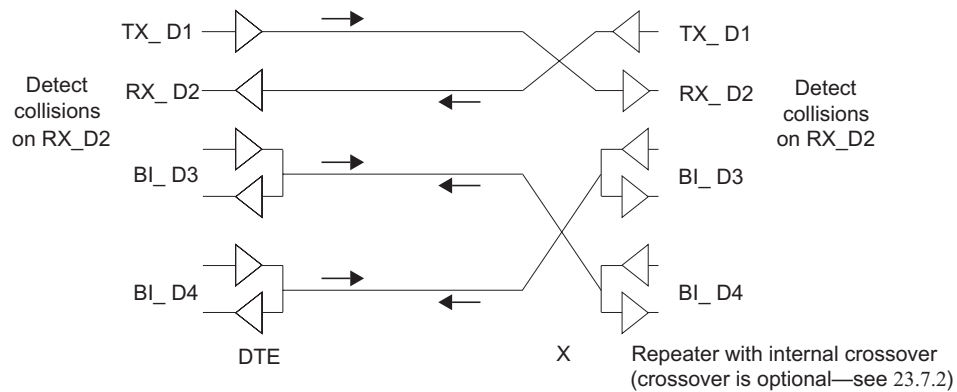 TX_ D1
TX_ D1
Detect
collisions
on RX_D2
RX_ D2
RX_ D2
Detect
collisions
on RX_D2
BI_ D3
BI_ D3
BI_ D4
BI_ D4
DTE
X
Repeater with internal crossover
(crossover is optional—see 23.7.2)